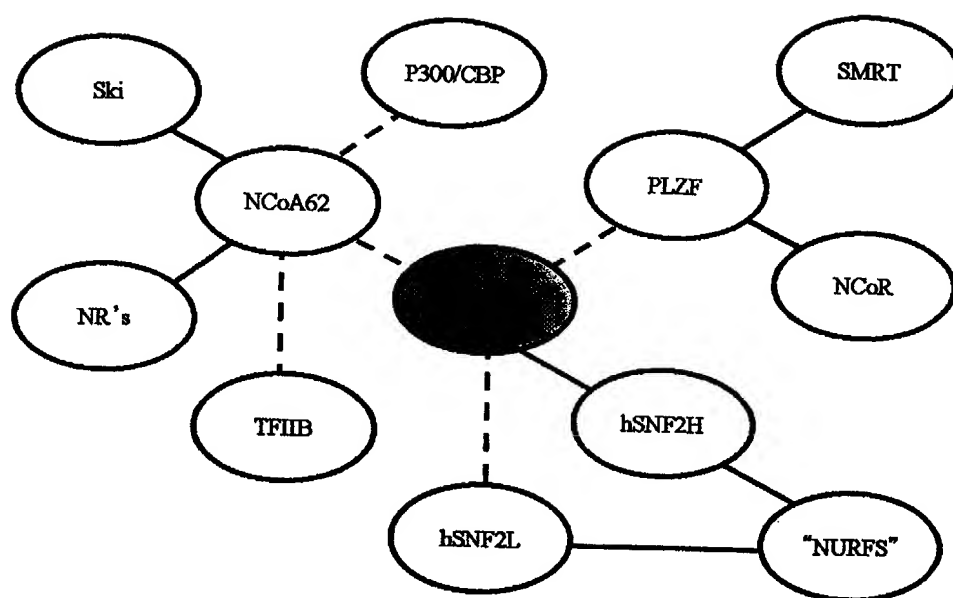 Ski
P300/CBP
SMRT
NCoA62
PLZF
NR's
NCoR
TFIIB
hSNF2H
hSNF2L
"NURFS"